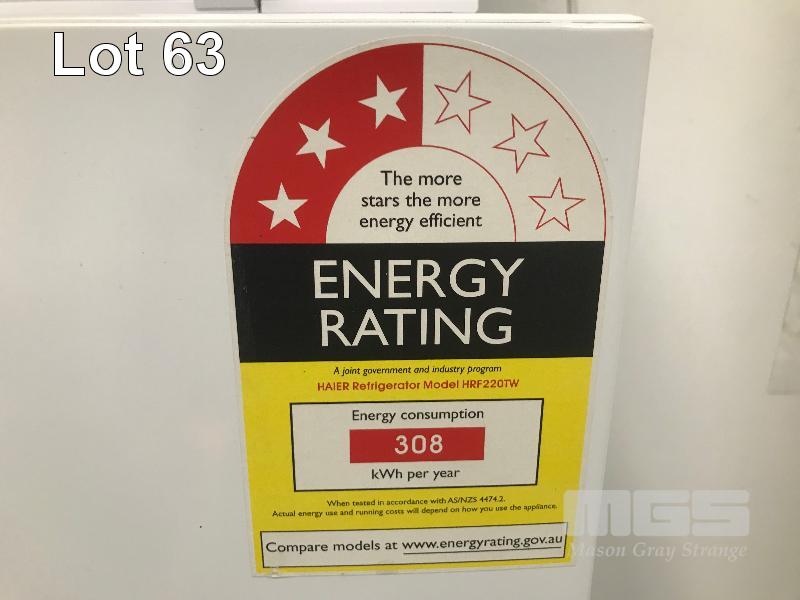 Lot 63
The more
stars the more
energy efficient
ENERGY
RATING
A joint government and industry program
HAIER Refrigerator Model HRF220TW
Energy consumption
308
kWh per year
When tested in accordance with AS/NZS 4474.2.
Actual energy use and running costs will depend on how you use the appliance.
Compare models at www.energyrating.gov.au
MGS
Mason Gray Strange